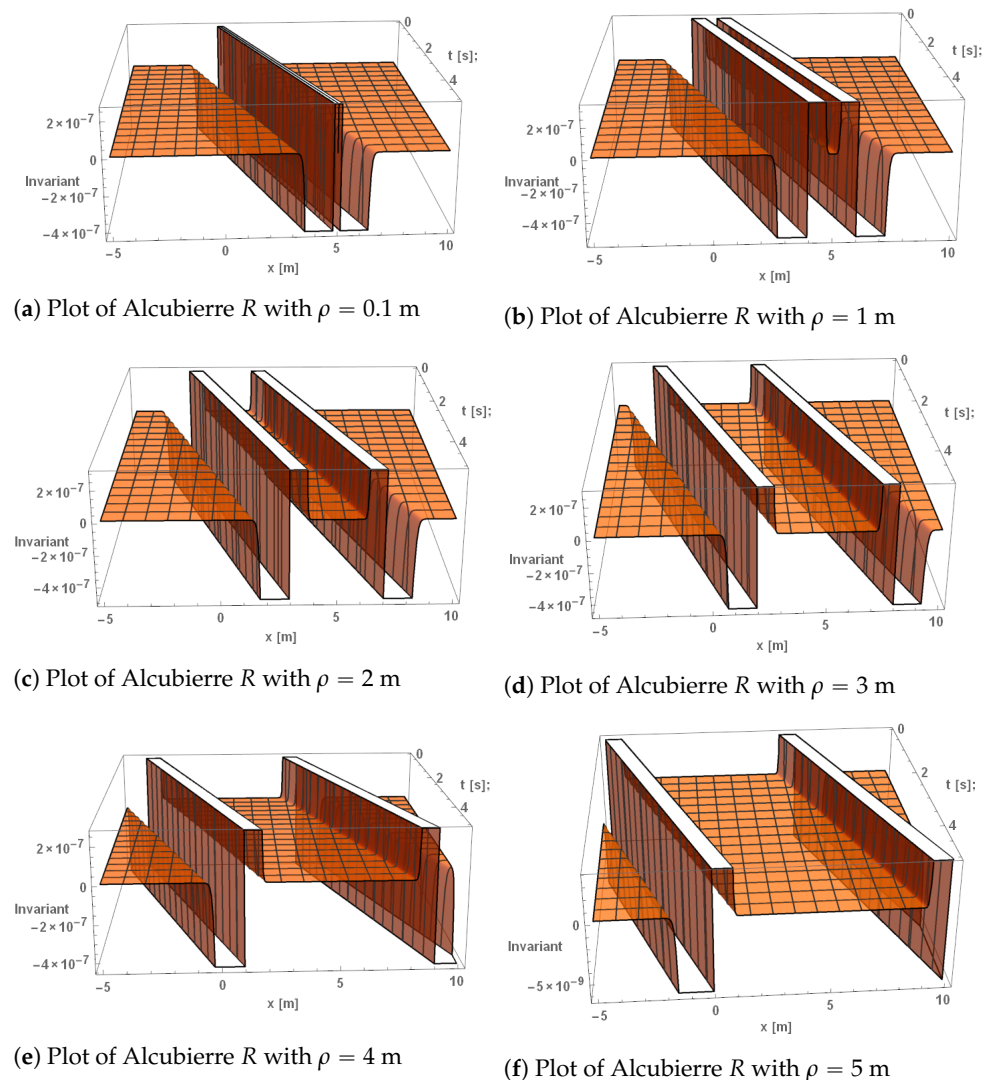 0
2
t [s];
4
2×10⁻⁷
0
Invariant
−2×10⁻⁷
−4×10⁻⁷
−5
0
5
10
x [m]
(a) Plot of Alcubierre R with ρ = 0.1 m
0
2
t [s];
4
2×10⁻⁷
0
Invariant
−2×10⁻⁷
−4×10⁻⁷
−5
0
5
10
x [m]
(b) Plot of Alcubierre R with ρ = 1 m
0
2
t [s];
4
2×10⁻⁷
0
Invariant
−2×10⁻⁷
−4×10⁻⁷
−5
0
5
10
x [m]
(c) Plot of Alcubierre R with ρ = 2 m
0
2
t [s];
4
2×10⁻⁷
0
Invariant
−2×10⁻⁷
−4×10⁻⁷
−5
0
5
10
x [m]
(d) Plot of Alcubierre R with ρ = 3 m
0
2
t [s];
4
2×10⁻⁷
0
Invariant
−2×10⁻⁷
−4×10⁻⁷
−5
0
5
10
x [m]
(e) Plot of Alcubierre R with ρ = 4 m
0
2
t [s];
4
0
Invariant
−5×10⁻⁹
−5
0
5
10
x [m]
(f) Plot of Alcubierre R with ρ = 5 m